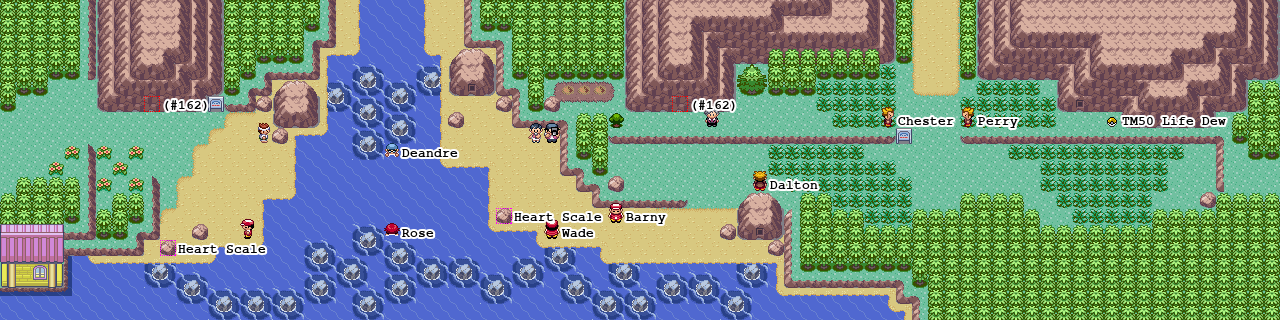 (#162)
(#162)
Chester
Perry
TM50 Life Dew
Deandre
Dalton
Heart Scale
Barny
Rose
Wade
Heart Scale